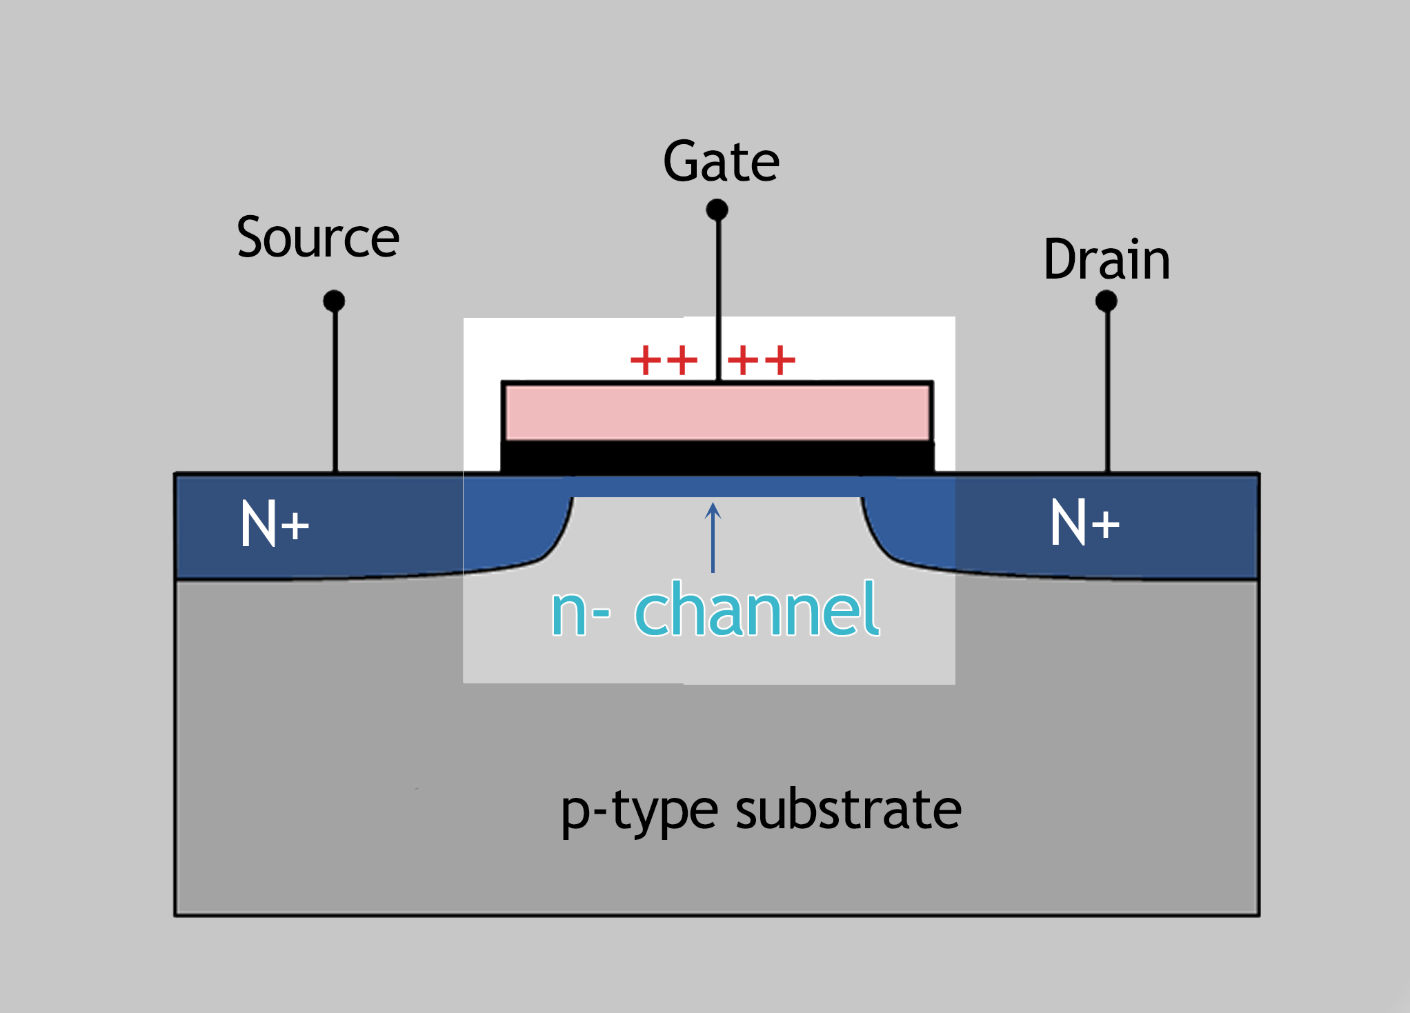 Gate
Source
Drain
++ ++
N+
N+
n- channel
p-type substrate